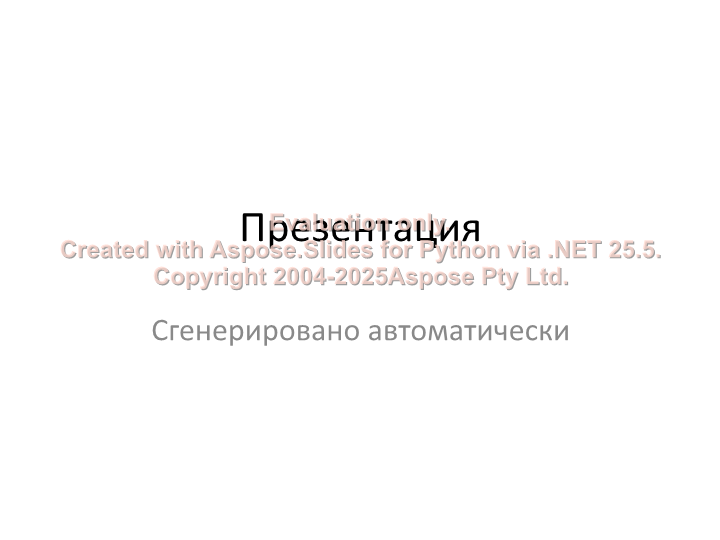 Презентация
Evaluation only.
Created with Aspose.Slides for Python via .NET 25.5.
Copyright 2004-2025Aspose Pty Ltd.
Сгенерировано автоматически